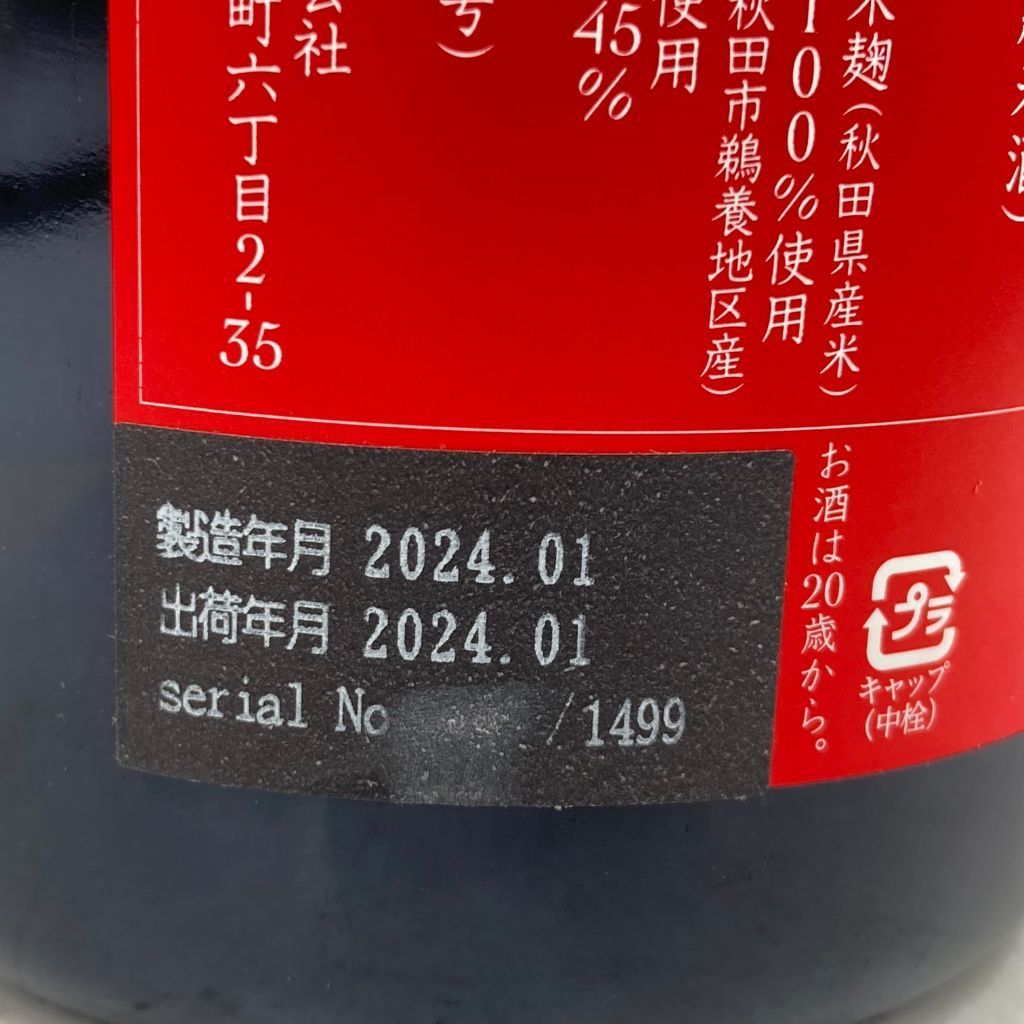 酒)
米麹(秋田県産米)
100%使用
秋田市鵜養地区産)
使用
45%
号)
会社
町六丁目2-35
製造年月 2024.01
出荷年月 2024.01
serial No /1499
お酒は20歳から。
プラ
キャップ
(中栓)